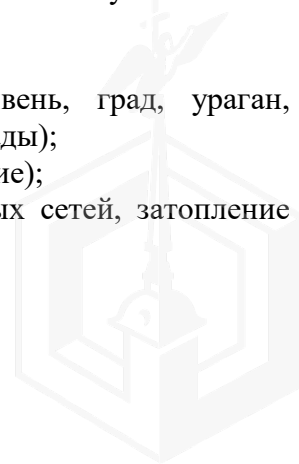 вень, град, ураган,
ды);
ие);
ых сетей, затопление